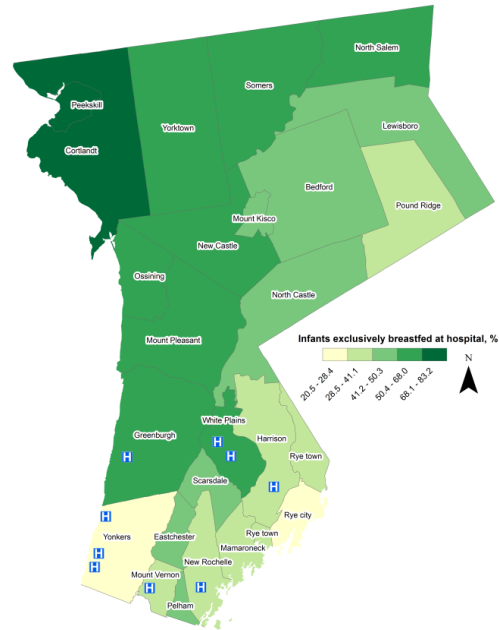 North Salem
Somers
Peekskill
Yorktown
Lewisboro
Cortlandt
Bedford
Pound Ridge
Mount Kisco
New Castle
Ossining
North Castle
Mount Pleasant
Infants exclusively breastfed at hospital, %
20.5 - 28.4
28.5 - 41.1
41.2 - 50.3
50.4 - 68.0
68.1 - 83.2
N
White Plains
Greenburgh
Harrison
H
H
H
Rye town
Scarsdale
H
H
Rye city
Yonkers
Eastchester
Rye town
Mamaroneck
H
New Rochelle
H
Mount Vernon
H
H
Pelham